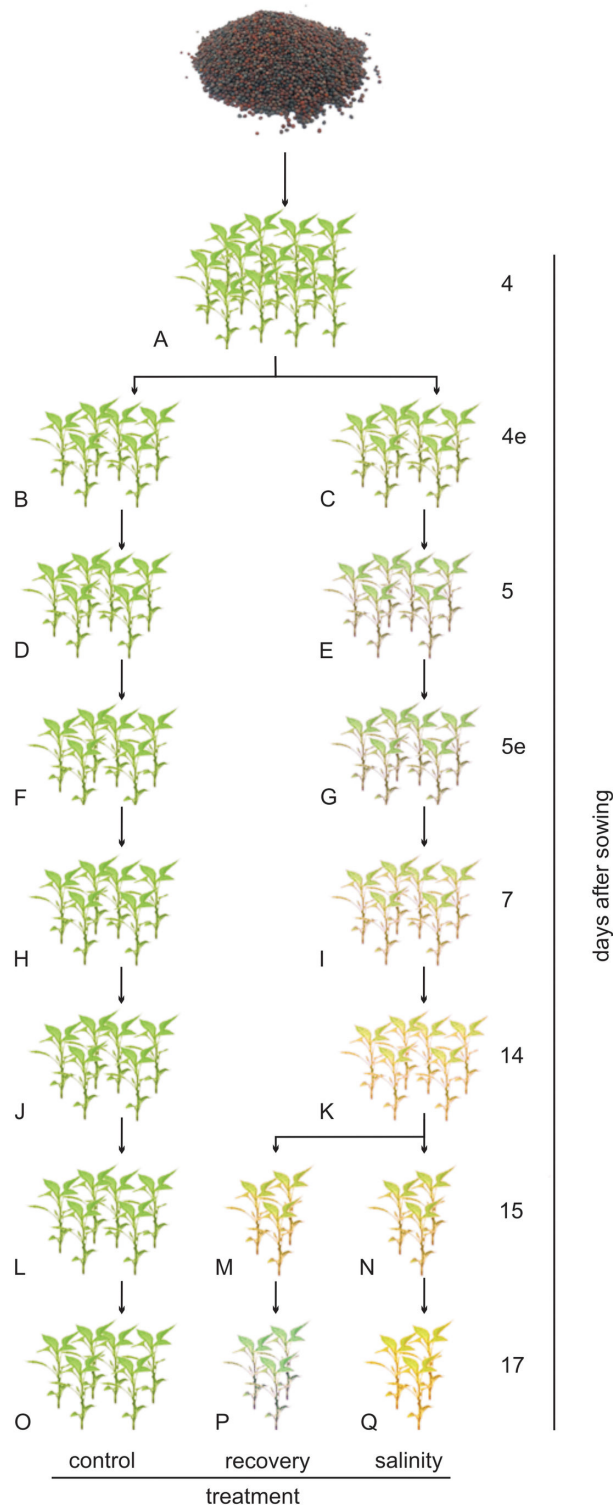 A
4
B
C
4e
D
E
5
F
G
5e
H
I
7
J
K
14
L
M
N
15
O
P
Q
17
control
recovery
salinity
treatment
days after sowing